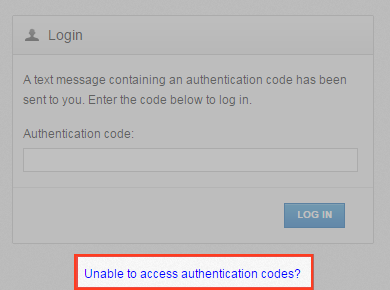 Login
A text message containing an authentication code has been
sent to you. Enter the code below to log in.
Authentication code:
LOG IN
Unable to access authentication codes?